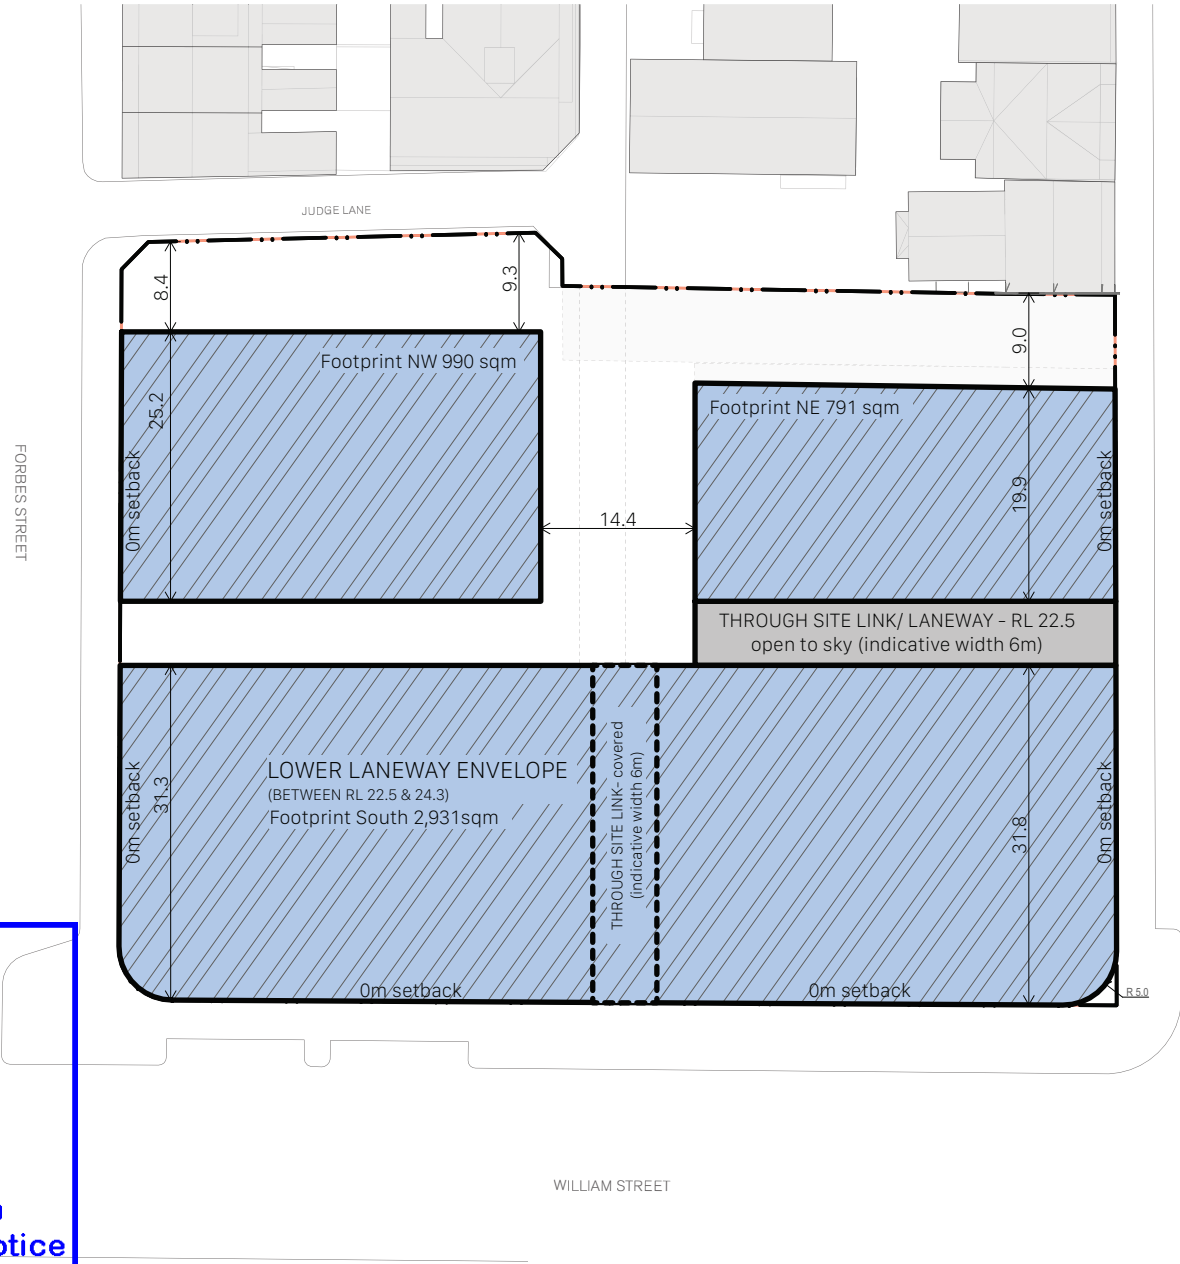 JUDGE LANE
8.4
9.3
9.0
Footprint NW 990 sqm
25.2
0m setback
Footprint NE 791 sqm
19.9
0m setback
FORBES STREET
14.4
THROUGH SITE LINK/ LANEWAY - RL 22.5
open to sky (indicative width 6m)
LOWER LANEWAY ENVELOPE
(BETWEEN RL 22.5 & 24.3)
Footprint South 2,931sqm
0m setback
31.3
THROUGH SITE LINK- covered
(indicative width 6m)
31.8
0m setback
0m setback
0m setback
R 5.0
WILLIAM STREET